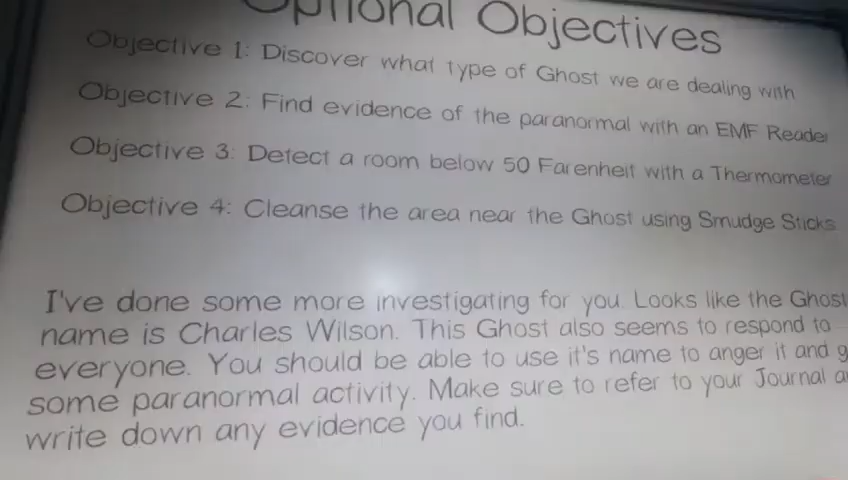 Optional Objectives
Objective 1: Discover what type of Ghost we are dealing with
Objective 2: Find evidence of the paranormal with an EMF Reader
Objective 3: Detect a room below 50 Farenheit with a Thermometer
Objective 4: Cleanse the area near the Ghost using Smudge Sticks
I've done some more investigating for you. Looks like the Ghost
name is Charles Wilson. This Ghost also seems to respond to
everyone. You should be able to use it's name to anger it and
some paranormal activity. Make sure to refer to your Journal
write down any evidence you find.